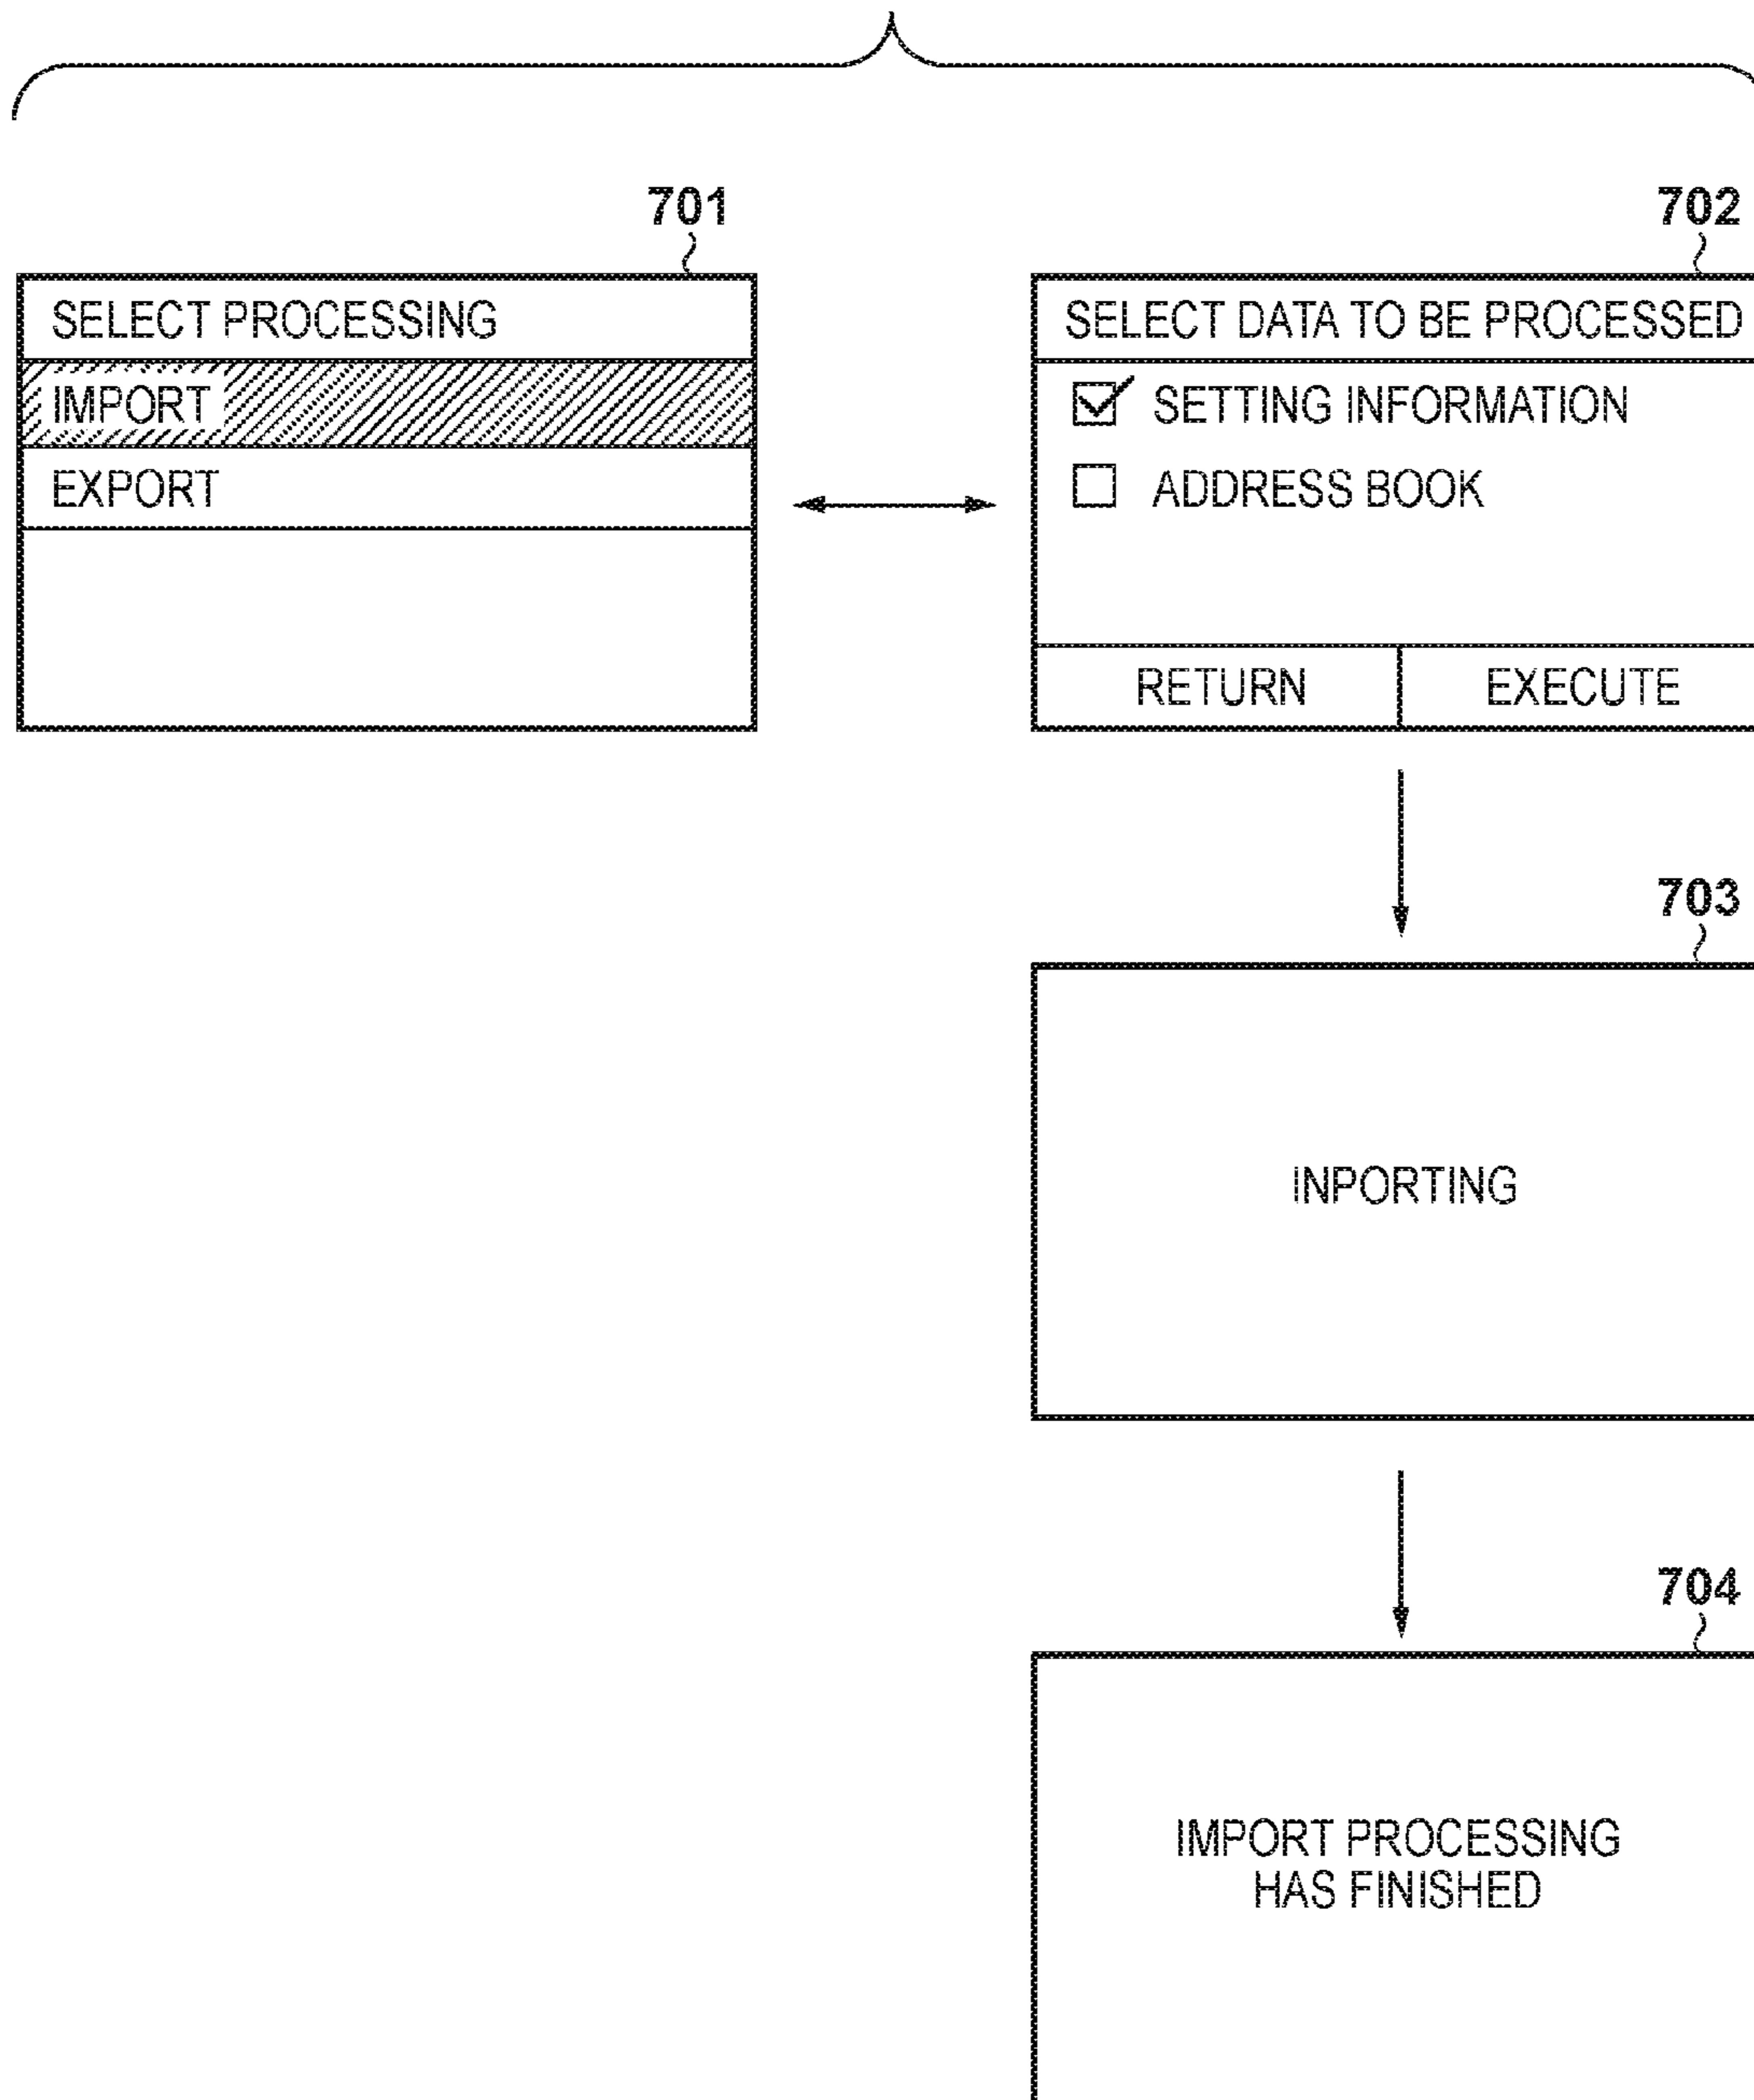 701
SELECT PROCESSING
IMPORT
EXPORT
702
SELECT DATA TO BE PROCESSED
SETTING INFORMATION
ADDRESS BOOK
RETURN
EXECUTE
703
INPORTING
704
IMPORT PROCESSING
HAS FINISHED